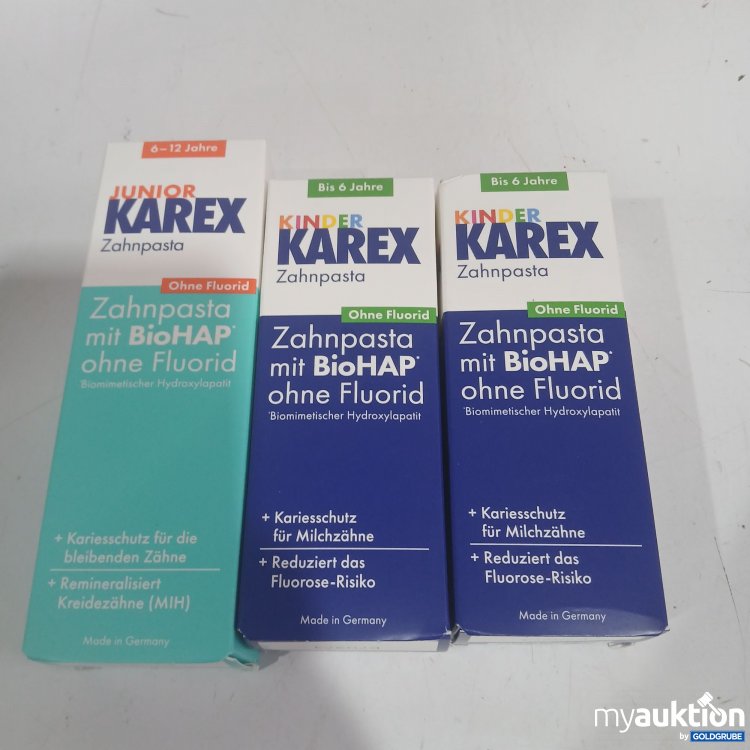 6–12 Jahre
JUNIOR
KAREX
Zahnpasta
Ohne Fluorid
Zahnpasta
mit BioHAP*
ohne Fluorid
*Biomimetischer Hydroxylapatit
+ Kariesschutz für die
bleibenden Zähne
+ Remineralisiert
Kreidezähne (MIH)
Made in Germany
Bis 6 Jahre
KINDER
KAREX
Zahnpasta
Ohne Fluorid
Zahnpasta
mit BioHAP*
ohne Fluorid
*Biomimetischer Hydroxylapatit
+ Kariesschutz
für Milchzähne
+ Reduziert das
Fluorose-Risiko
Made in Germany
Bis 6 Jahre
KINDER
KAREX
Zahnpasta
Ohne Fluorid
Zahnpasta
mit BioHAP*
ohne Fluorid
*Biomimetischer Hydroxylapatit
+ Kariesschutz
für Milchzähne
+ Reduziert das
Fluorose-Risiko
Made in Germany
myauktion
by GOLDGRUBE